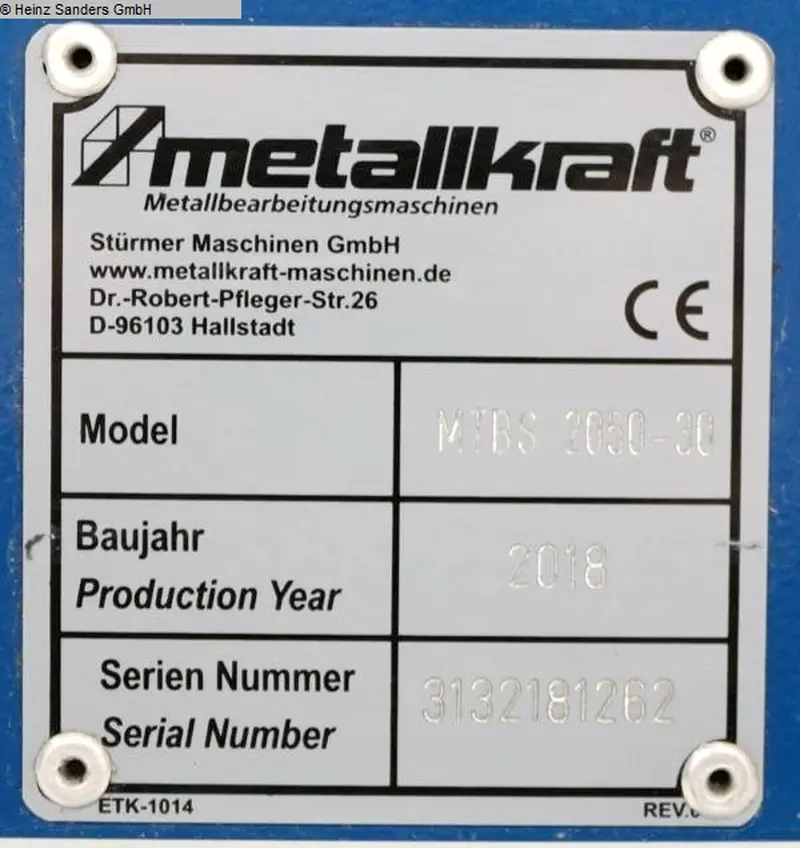 ® Heinz Sanders GmbH
metallkraft®
Metallbearbeitungsmaschinen
Stürmer Maschinen GmbH
www.metallkraft-maschinen.de
Dr.-Robert-Pfleger-Str.26
D-96103 Hallstadt
CE
Model MTBS 2050-30
Baujahr
Production Year 2018
Serien Nummer
Serial Number 3132181262
ETK-1014